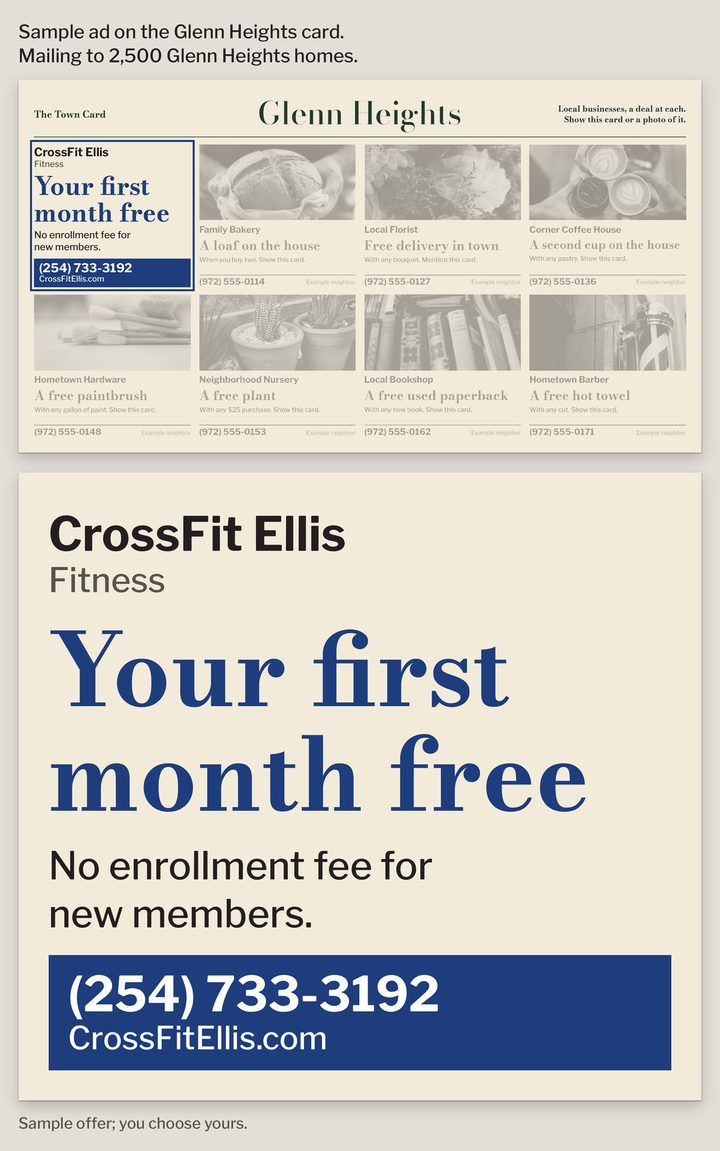 Sample ad on the Glenn Heights card.
Mailing to 2,500 Glenn Heights homes.
The Town Card
Glenn Heights
Local businesses, a deal at each.
Show this card or a photo of it.
CrossFit Ellis
Fitness
Your first
month free
No enrollment fee for
new members.
(254) 733-3192
CrossFitEllis.com
Family Bakery
A loaf on the house
When you buy two. Show this card.
(972) 555-0114
Example neighbor
Local Florist
Free delivery in town
With any bouquet. Mention this card.
(972) 555-0127
Example neighbor
Corner Coffee House
A second cup on the house
With any pastry. Show this card.
(972) 555-0136
Example neighbor
Hometown Hardware
A free paintbrush
With any gallon of paint. Show this card.
(972) 555-0148
Example neighbor
Neighborhood Nursery
A free plant
With any $25 purchase. Show this card.
(972) 555-0153
Example neighbor
Local Bookshop
A free used paperback
With any new book. Show this card.
(972) 555-0162
Example neighbor
Hometown Barber
A free hot towel
With any cut. Show this card.
(972) 555-0171
Example neighbor
CrossFit Ellis
Fitness
Your first
month free
No enrollment fee for
new members.
(254) 733-3192
CrossFitEllis.com
Sample offer; you choose yours.